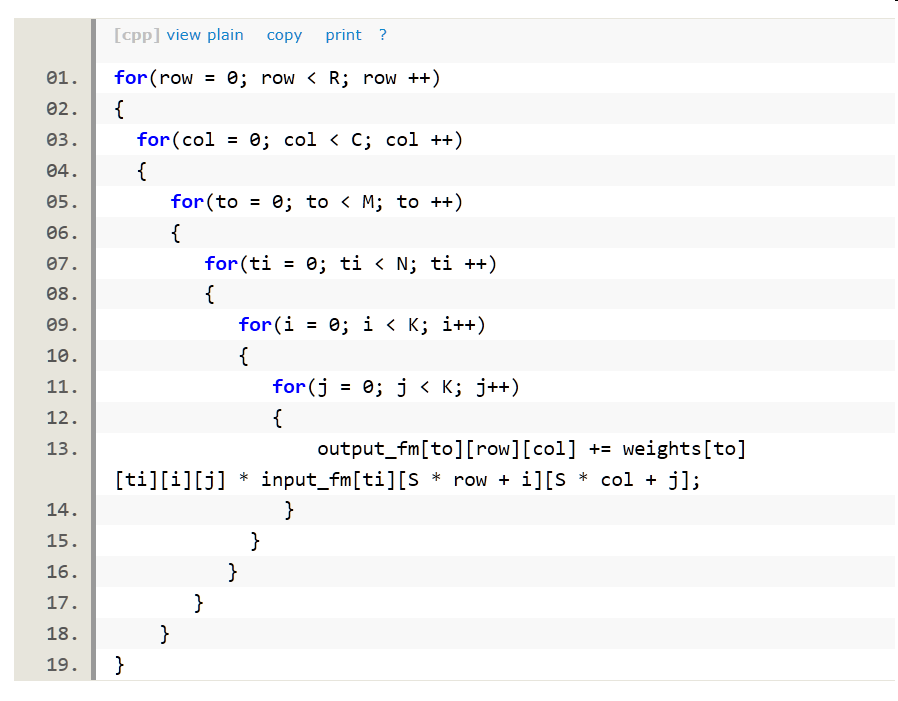 [cpp] view plain copy print ?
01. for(row = 0; row < R; row ++)
02. {
03. for(col = 0; col < C; col ++)
04. {
05. for(to = 0; to < M; to ++)
06. {
07. for(ti = 0; ti < N; ti ++)
08. {
09. for(i = 0; i < K; i++)
10. {
11. for(j = 0; j < K; j++)
12. {
13. output_fm[to][row][col] += weights[to]
[ti][i][j] * input_fm[ti][S * row + i][S * col + j];
14. }
15. }
16. }
17. }
18. }
19. }